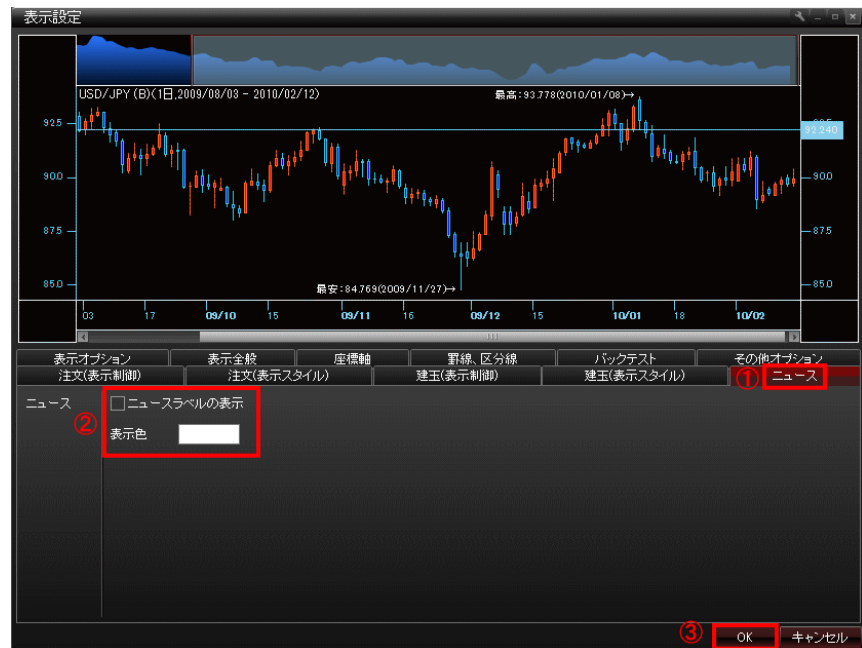 表示設定
USD/JPY (B)(1日,2009/08/03 - 2010/02/12)
最高:93.778(2010/01/08)→
92.5
92.240
90.0
90.0
87.5
87.5
85.0
85.0
最安:84.769(2009/11/27)→
03 17 09/10 15 09/11 16 09/12 15 10/01 18 10/02
表示オプション 表示全般 座標軸 罫線、区分線 バックテスト その他オプション
注文(表示制御) 注文(表示スタイル) 建玉(表示制御) 建玉(表示スタイル) ① ニュース
ニュース ② ニュースラベルの表示
表示色
③ OK キャンセル